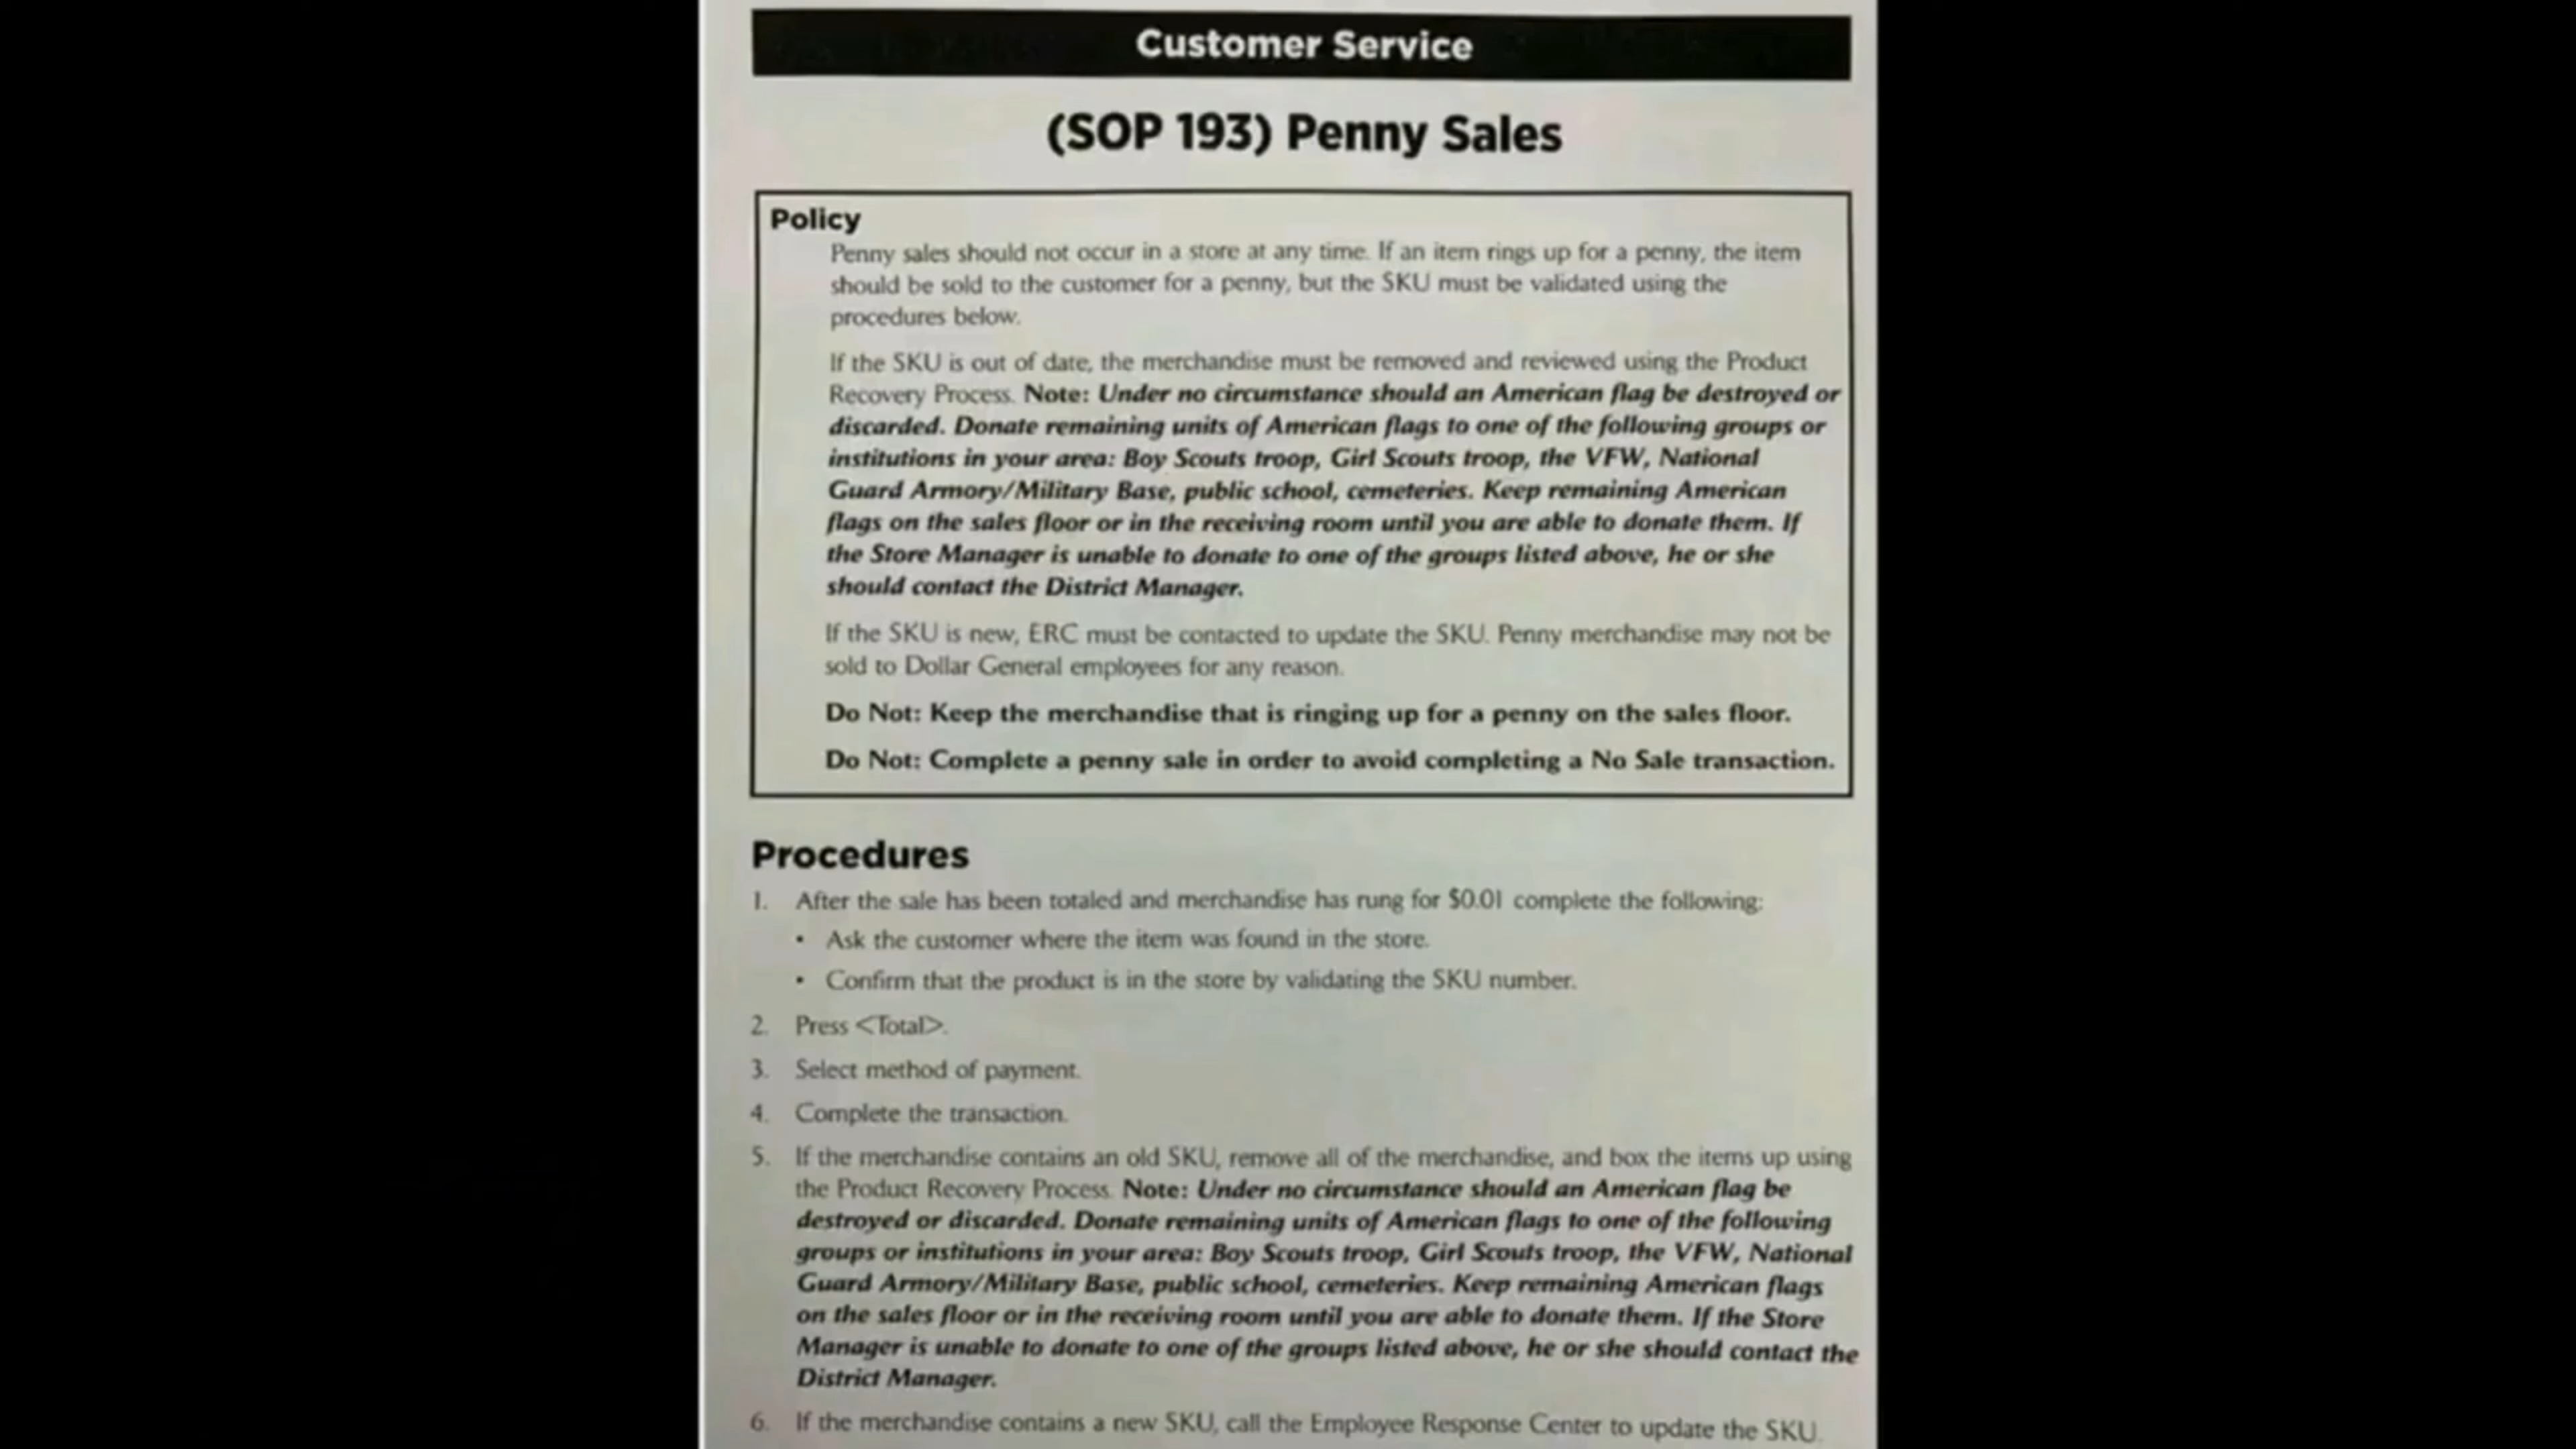 Customer Service
(SOP 193) Penny Sales
Policy
Penny sales should not occur in a store at any time. If an item rings up for a penny, the item
should be sold to the customer for a penny, but the SKU must be validated using the
procedures below.
If the SKU is out of date, the merchandise must be removed and reviewed using the Product
Recovery Process. Note: Under no circumstance should an American flag be destroyed or
discarded. Donate remaining units of American flags to one of the following groups or
institutions in your area: Boy Scouts troop, Girl Scouts troop, the VFW, National
Guard Armory/Military Base, public school, cemeteries. Keep remaining American
flags on the sales floor or in the receiving room until you are able to donate them. If
the Store Manager is unable to donate to one of the groups listed above, he or she
should contact the District Manager.
If the SKU is new, ERC must be contacted to update the SKU. Penny merchandise may not be
sold to Dollar General employees for any reason.
Do Not: Keep the merchandise that is ringing up for a penny on the sales floor.
Do Not: Complete a penny sale in order to avoid completing a No Sale transaction.
Procedures
1. After the sale has been totaled and merchandise has rung for $0.01 complete the following:
• Ask the customer where the item was found in the store.
• Confirm that the product is in the store by validating the SKU number.
2. Press <Total>.
3. Select method of payment.
4. Complete the transaction.
5. If the merchandise contains an old SKU, remove all of the merchandise, and box the items up using
the Product Recovery Process. Note: Under no circumstance should an American flag be
destroyed or discarded. Donate remaining units of American flags to one of the following
groups or institutions in your area: Boy Scouts troop, Girl Scouts troop, the VFW, National
Guard Armory/Military Base, public school, cemeteries. Keep remaining American flags
on the sales floor or in the receiving room until you are able to donate them. If the Store
Manager is unable to donate to one of the groups listed above, he or she should contact the
District Manager.
6. If the merchandise contains a new SKU, call the Employee Response Center to update the SKU.